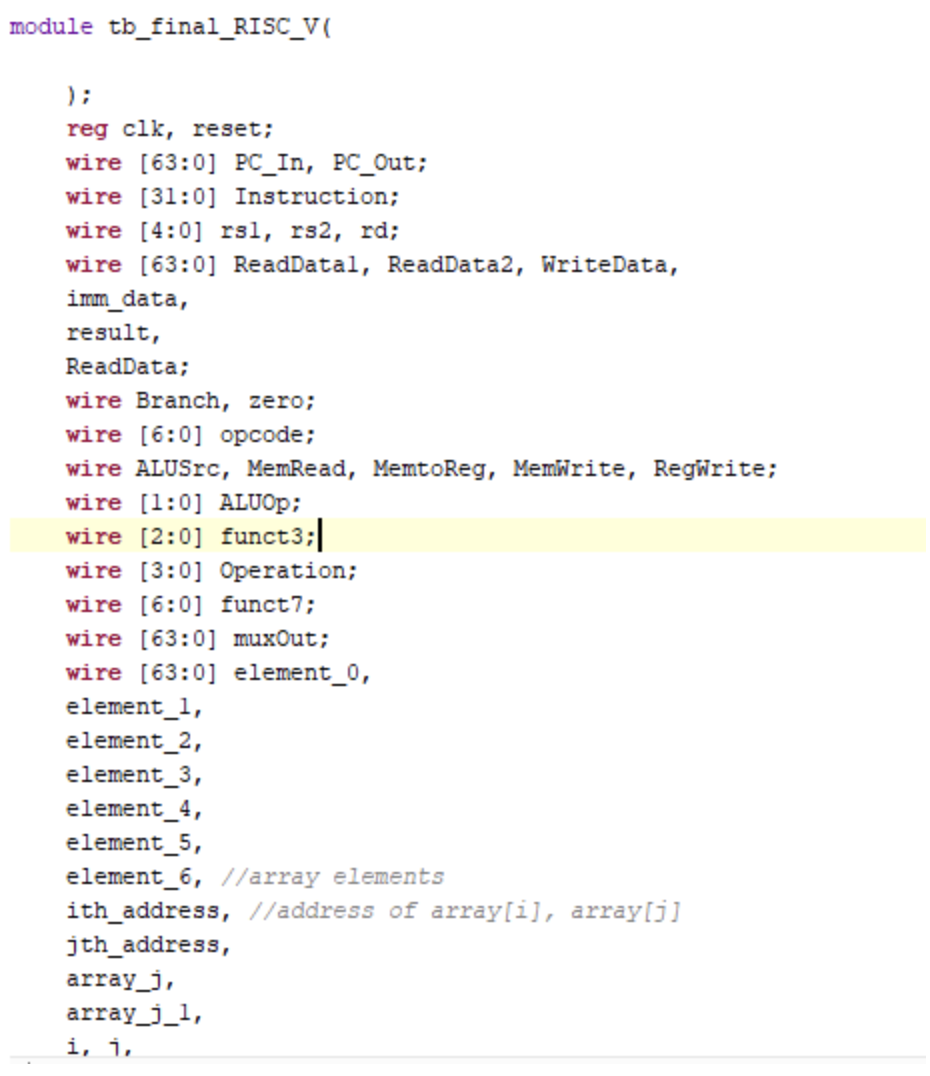 module tb_final_RISC_V(
);
reg clk, reset;
wire [63:0] PC_In, PC_Out;
wire [31:0] Instruction;
wire [4:0] rs1, rs2, rd;
wire [63:0] ReadData1, ReadData2, WriteData,
imm_data,
result,
ReadData;
wire Branch, zero;
wire [6:0] opcode;
wire ALUSrc, MemRead, MemtoReg, MemWrite, RegWrite;
wire [1:0] ALUOp;
wire [2:0] funct3;
wire [3:0] Operation;
wire [6:0] funct7;
wire [63:0] muxOut;
wire [63:0] element_0,
element_1,
element_2,
element_3,
element_4,
element_5,
element_6, //array elements
ith_address, //address of array[i], array[j]
jth_address,
array_j,
array_j_1,
i, j,